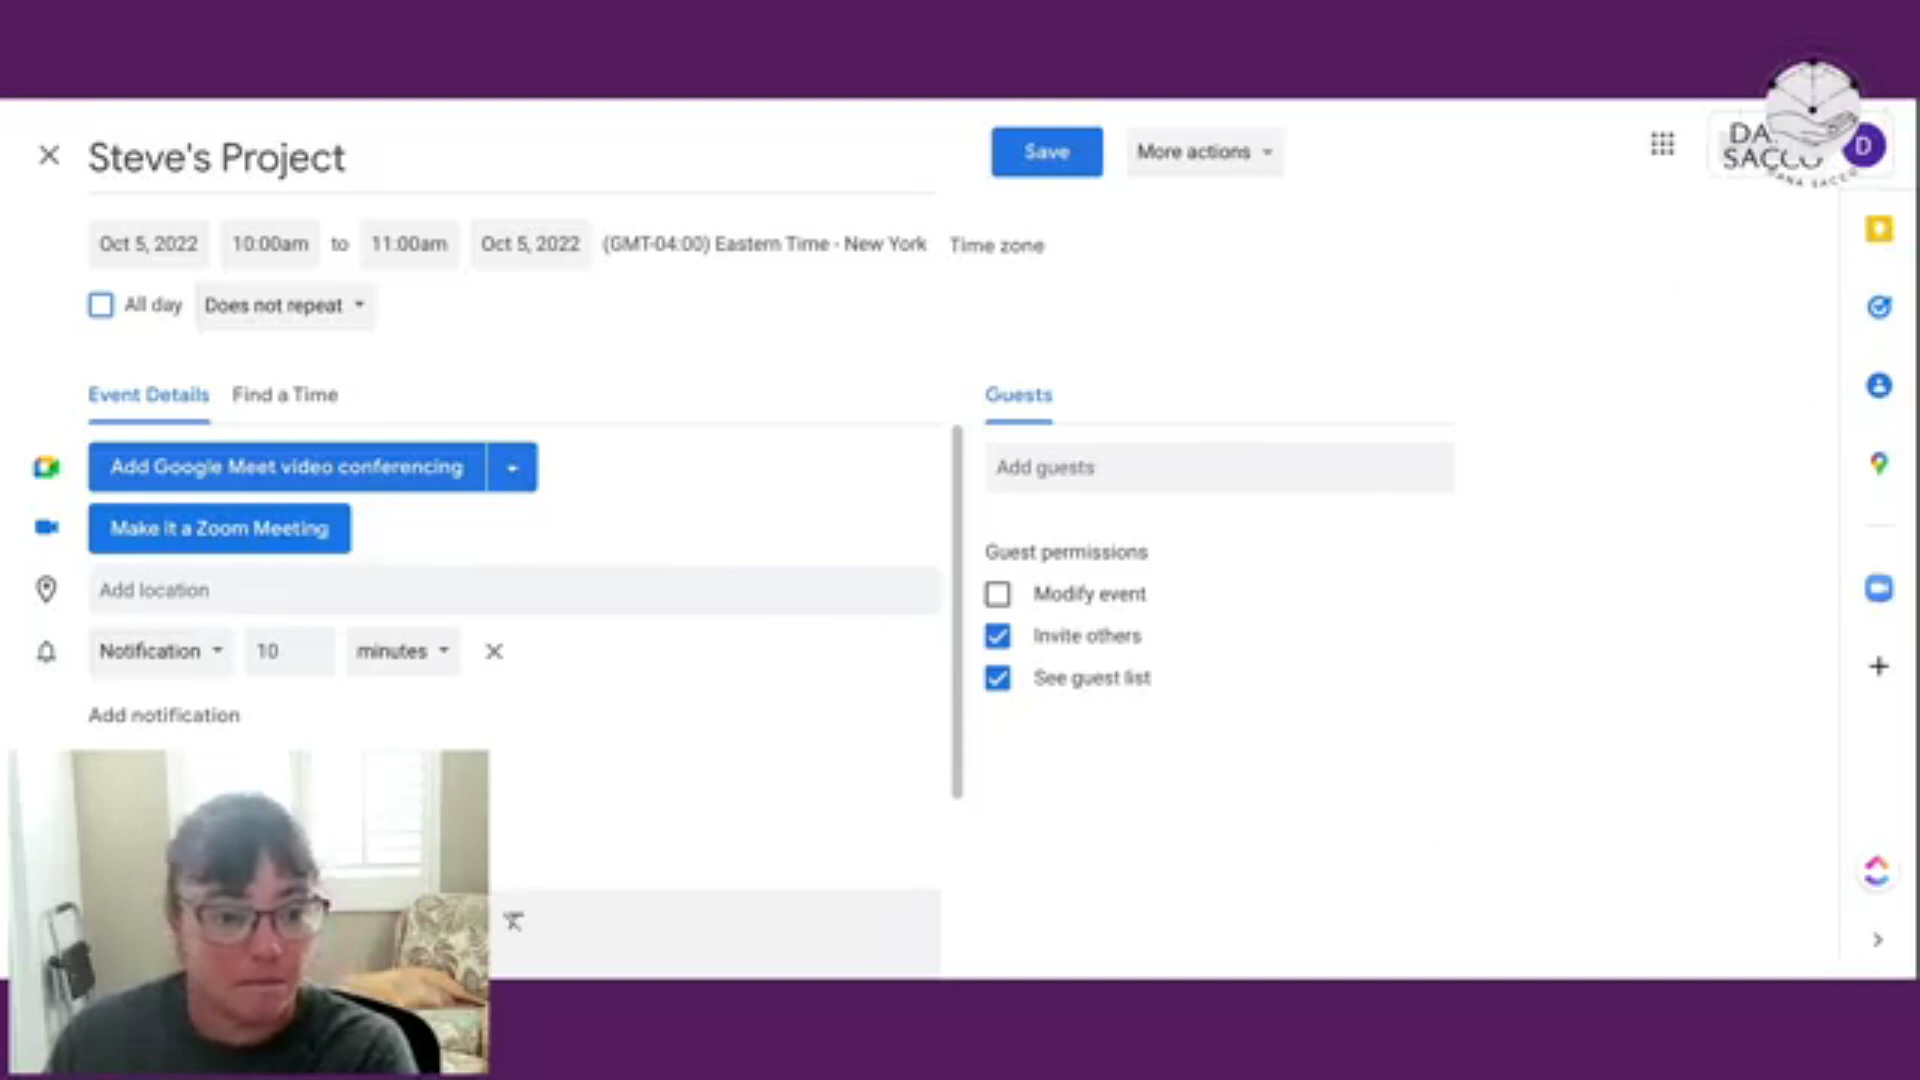 Steve's Project
Save
More actions
DA
SACCO
D
DANA SACCO
Oct 5, 2022 10:00am to 11:00am Oct 5, 2022 (GMT-04:00) Eastern Time - New York Time zone
All day Does not repeat
Event Details Find a Time
Guests
Add Google Meet video conferencing
Add guests
Make it a Zoom Meeting
Guest permissions
Add location
Modify event
Invite others
Notification 10 minutes
See guest list
Add notification